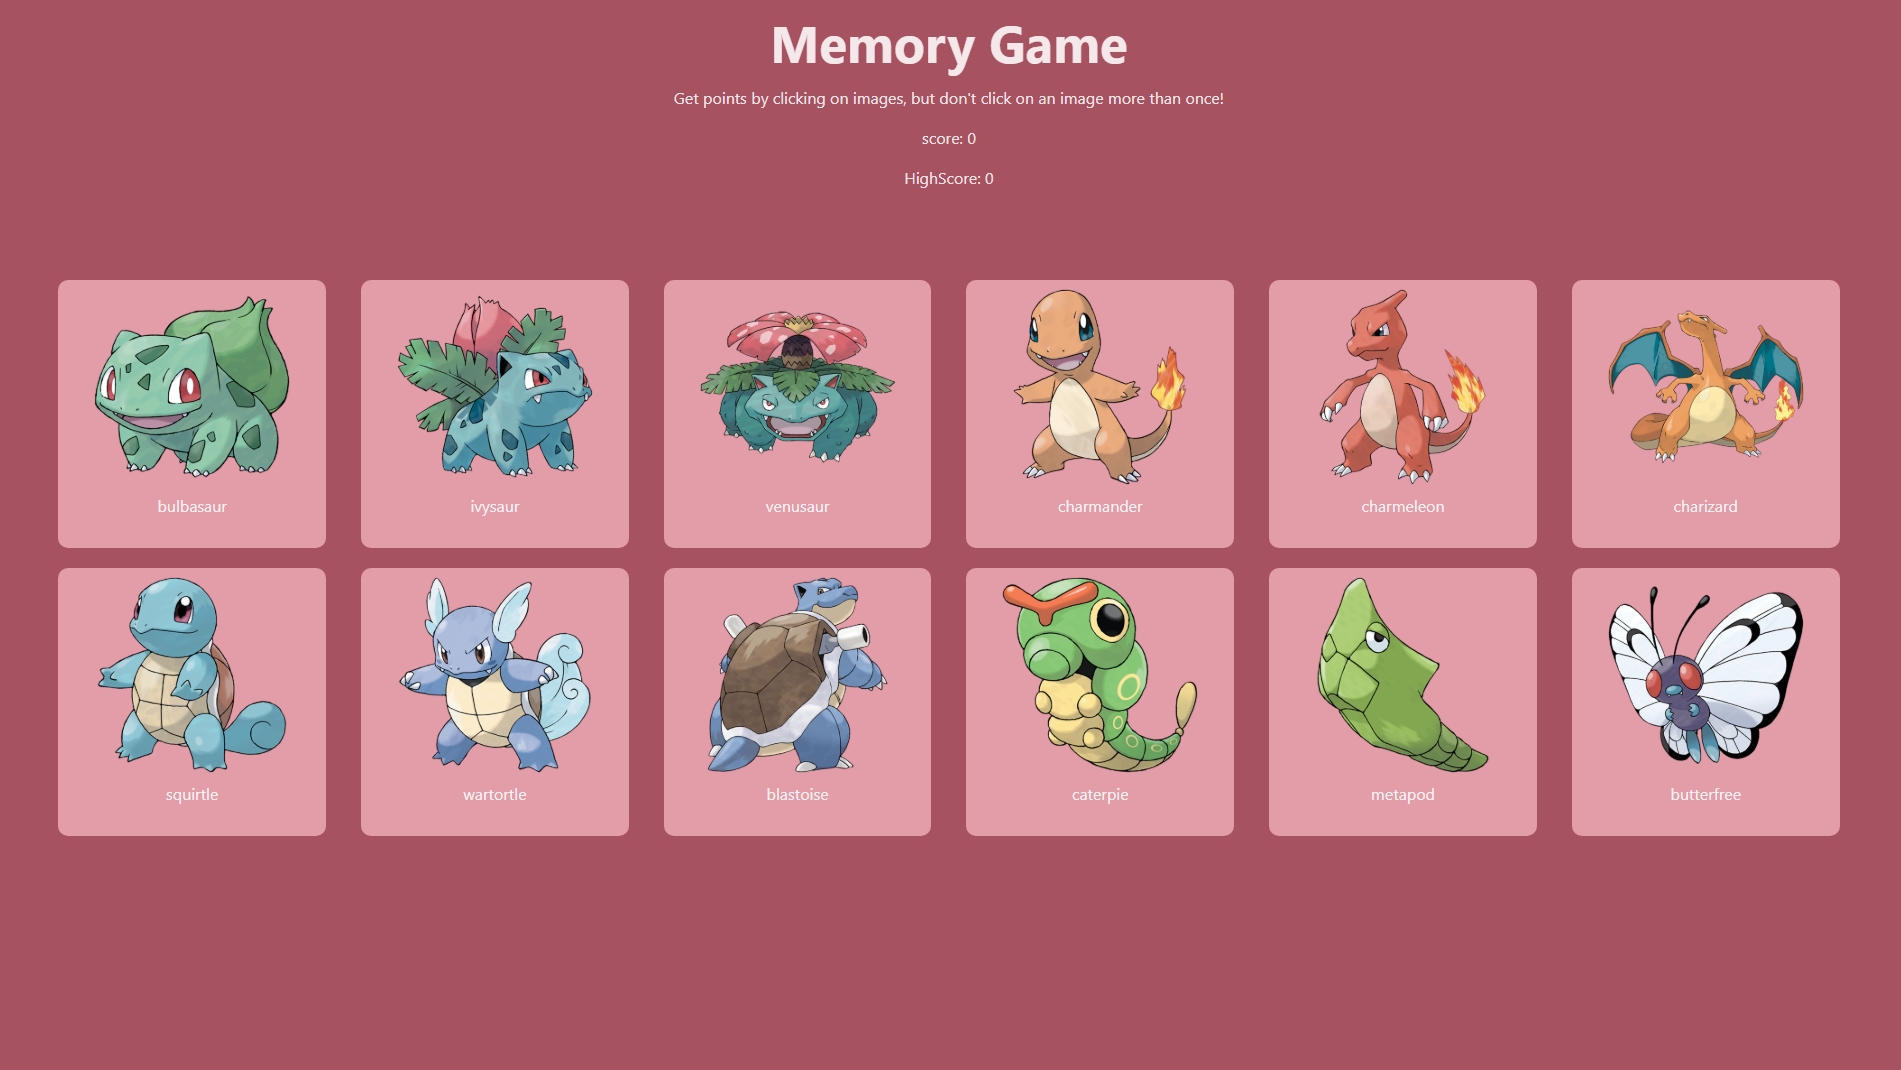 Memory Game
Get points by clicking on images, but don't click on an image more than once!
score: 0
HighScore: 0
bulbasaur
ivysaur
venusaur
charmander
charmeleon
charizard
squirtle
wartortle
blastoise
caterpie
metapod
butterfree